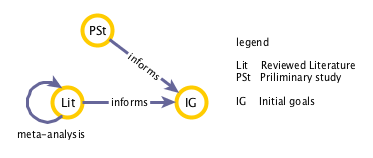 PSt
legend
informs
Lit Reviewed Literature
PSt Priliminary study
Lit
informs
IG
IG Initial goals
meta-analysis